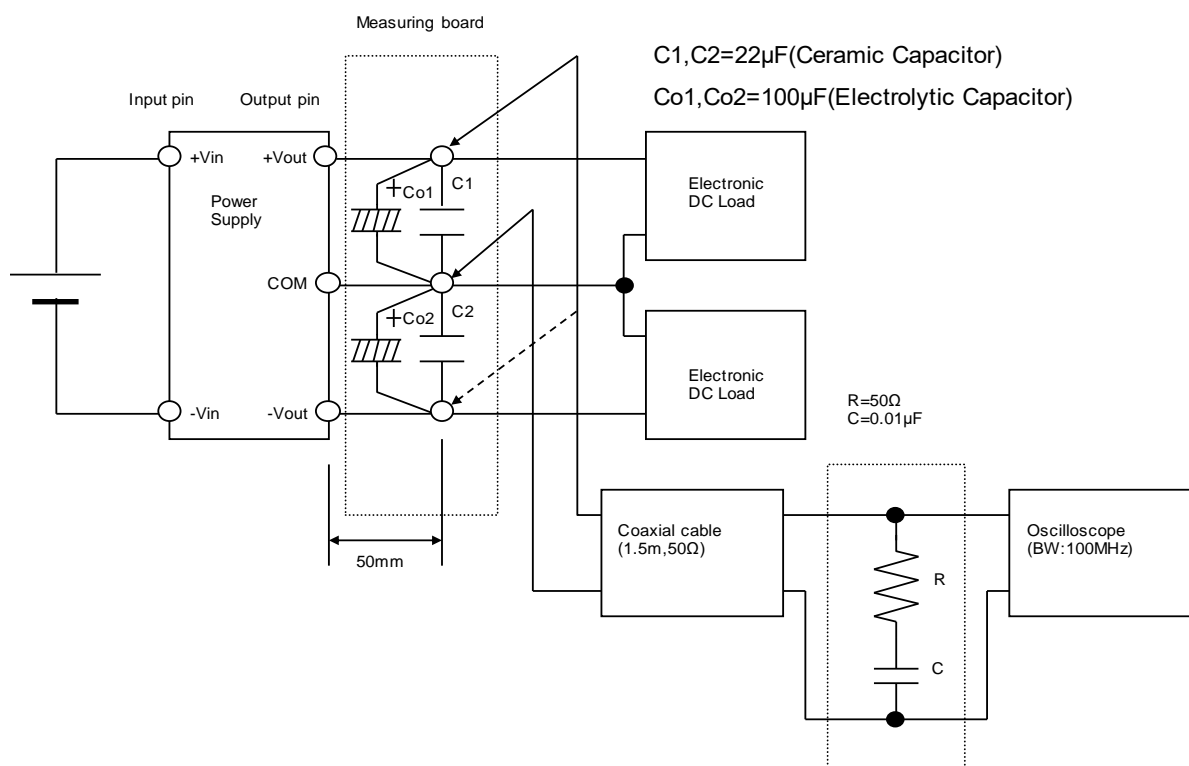 Measuring board
C1,C2=22µF(Ceramic Capacitor)
Co1,Co2=100µF(Electrolytic Capacitor)
Input pin
Output pin
+Vin
+Vout
Power
Supply
COM
-Vin
-Vout
+Co1
C1
+Co2
C2
Electronic
DC Load
Electronic
DC Load
50mm
R=50Ω
C=0.01µF
Coaxial cable
(1.5m,50Ω)
R
C
Oscilloscope
(BW:100MHz)